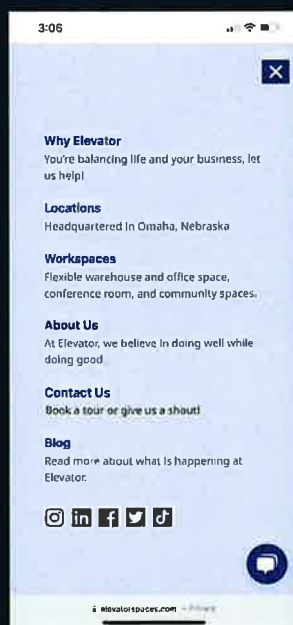 3:06
Why Elevator
You're balancing life and your business, let
us help!
Locations
Headquartered in Omaha, Nebraska
Workspaces
Flexible warehouse and office space,
conference room, and community spaces.
About Us
At Elevator, we believe in doing well while
doing good
Contact Us
Book a tour or give us a shout!
Blog
Read more about what is happening at
Elevator.
elevatorspaces.com — Private